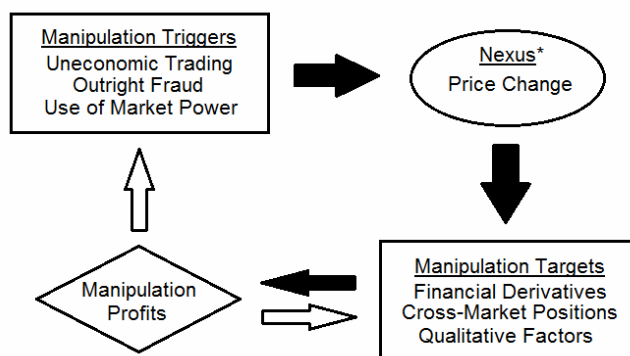 Manipulation Triggers
Uneconomic Trading
Outright Fraud
Use of Market Power
Nexus*
Price Change
Manipulation Targets
Financial Derivatives
Cross-Market Positions
Qualitative Factors
Manipulation
Profits